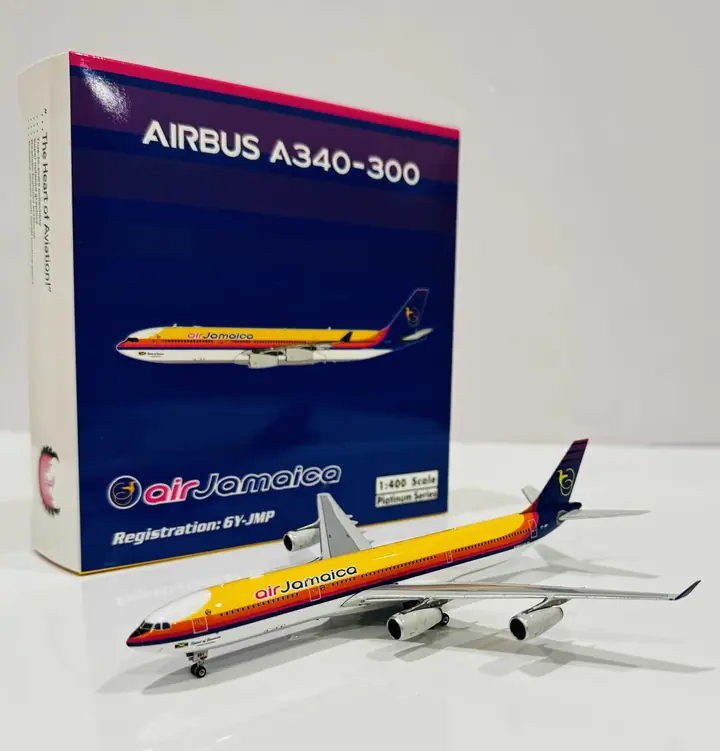 AIRBUS A340-300
"...The Heart of Aviation!"
airJamaica
airJamaica
Registration: 6Y-JMP
1:400 Scale
Platinum Series
airJamaica